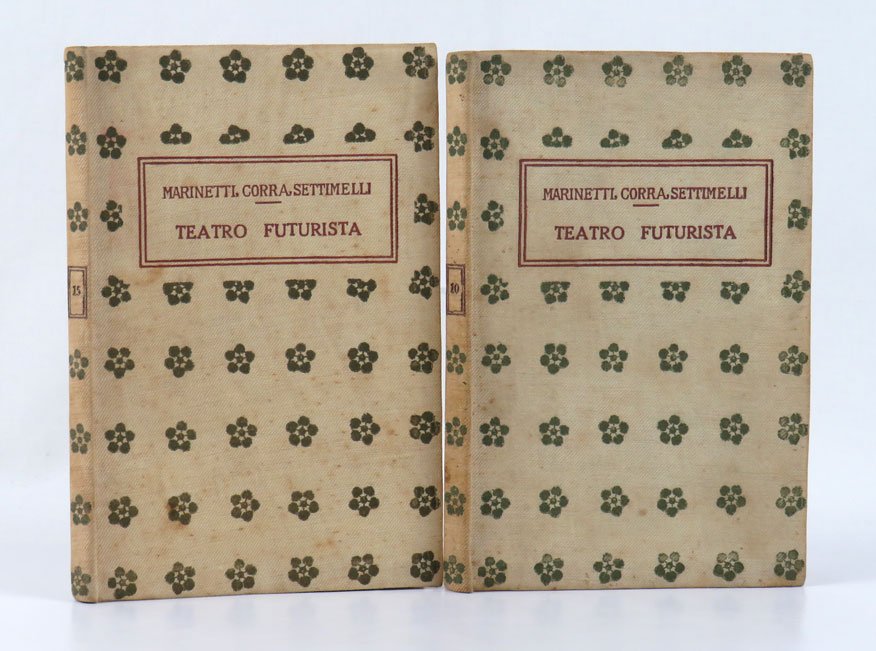 MARINETTI, CORRA, SETTIMELLI
TEATRO FUTURISTA
15
MARINETTI, CORRA, SETTIMELLI
TEATRO FUTURISTA
10